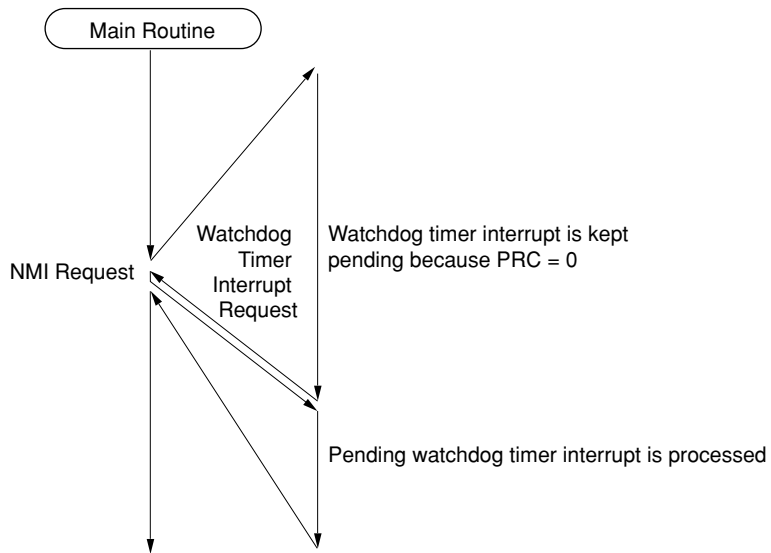 Main Routine
NMI Request
Watchdog
Timer
Interrupt
Request
Watchdog timer interrupt is kept
pending because PRC = 0
Pending watchdog timer interrupt is processed